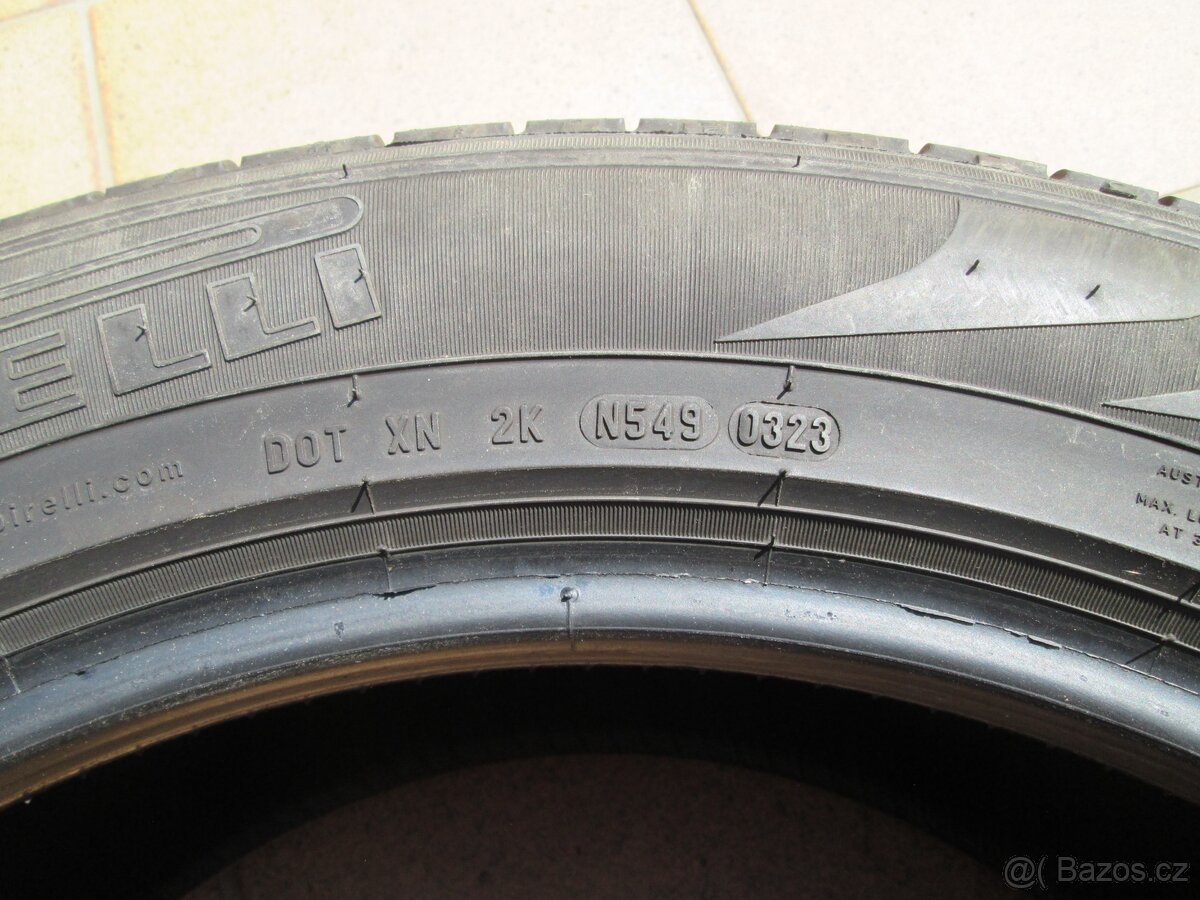 ELLI
DOT XN 2K N549 0323
pirelli.com
AUST
MAX. L
AT 3
@( Bazos.cz